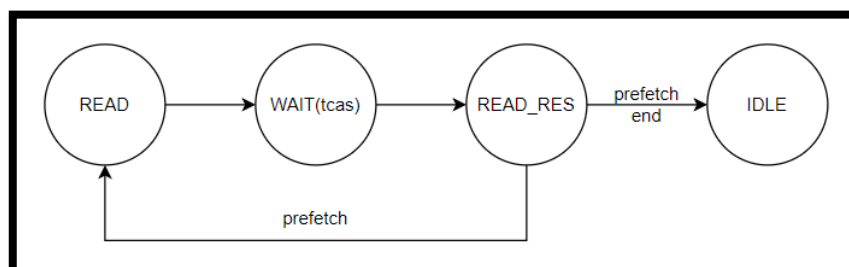 READ
WAIT(tcas)
READ_RES
prefetch
end
IDLE
prefetch